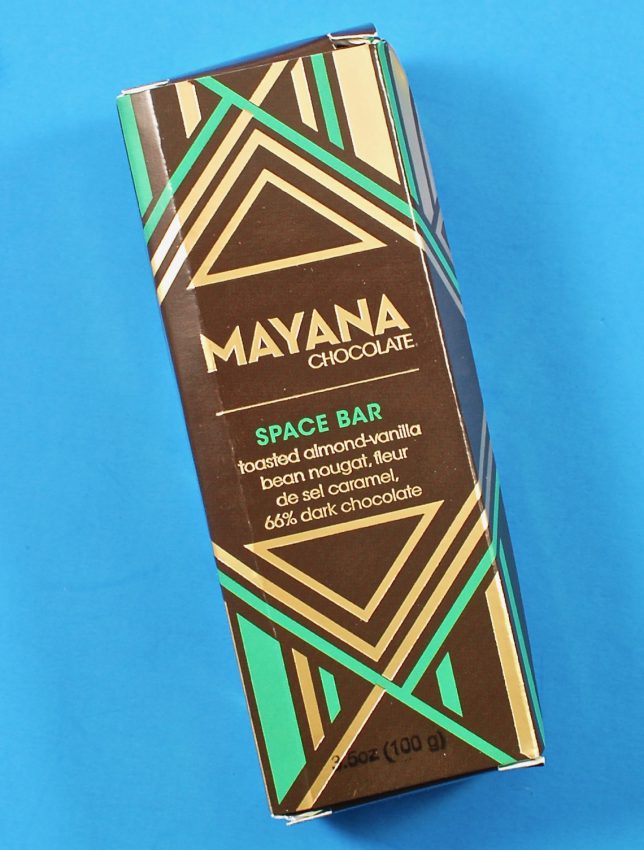 MAYANA
CHOCOLATE
SPACE BAR
toasted almond-vanilla
bean nougat, fleur
de sel caramel,
66% dark chocolate
3.5oz (100 g)